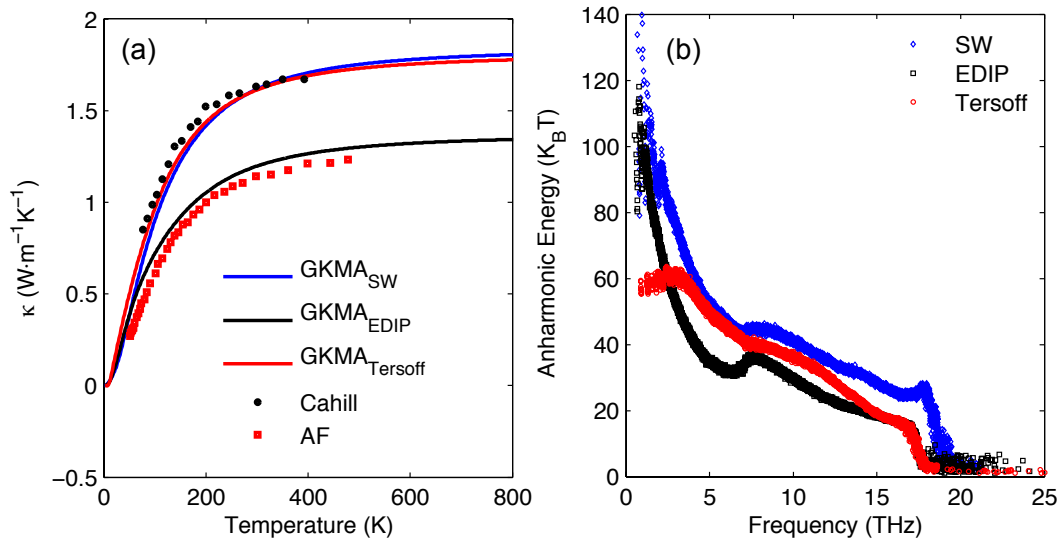 (a)
2
1.5
1
0.5
0
−0.5
0
200
400
600
800
κ (W·m⁻¹K⁻¹)
Temperature (K)
GKMA_SW
GKMA_EDIP
GKMA_Tersoff
Cahill
AF
(b)
140
120
100
80
60
40
20
0
0
5
10
15
20
25
Anharmonic Energy (K_BT)
Frequency (THz)
SW
EDIP
Tersoff